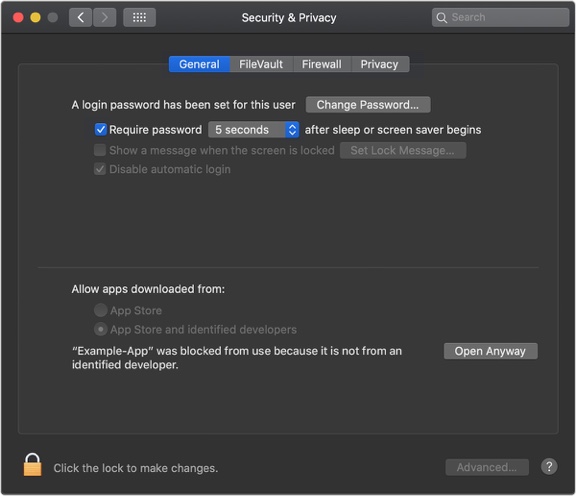 Security & Privacy
Search
General FileVault Firewall Privacy
A login password has been set for this user Change Password...
Require password 5 seconds after sleep or screen saver begins
Show a message when the screen is locked Set Lock Message...
Disable automatic login
Allow apps downloaded from:
App Store
App Store and identified developers
“Example-App” was blocked from use because it is not from an
identified developer.
Open Anyway
Click the lock to make changes.
Advanced...
?